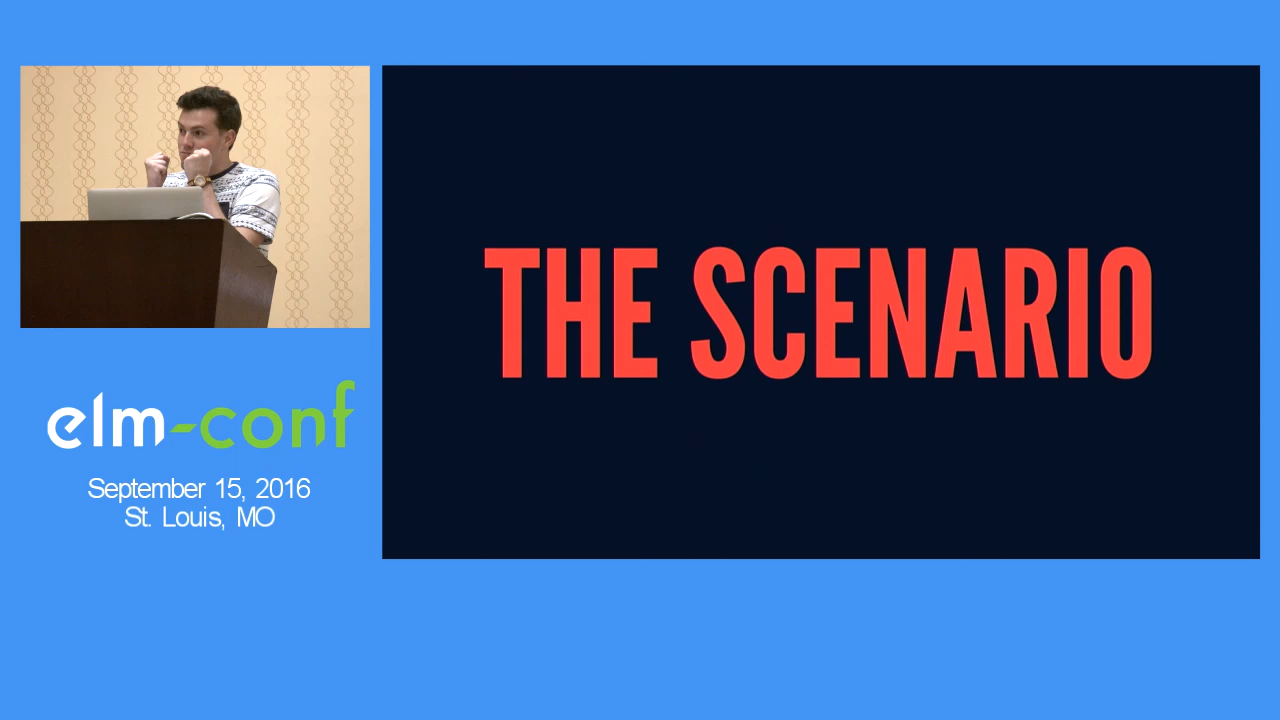 THE SCENARIO
elm-conf
September 15, 2016
St. Louis, MO